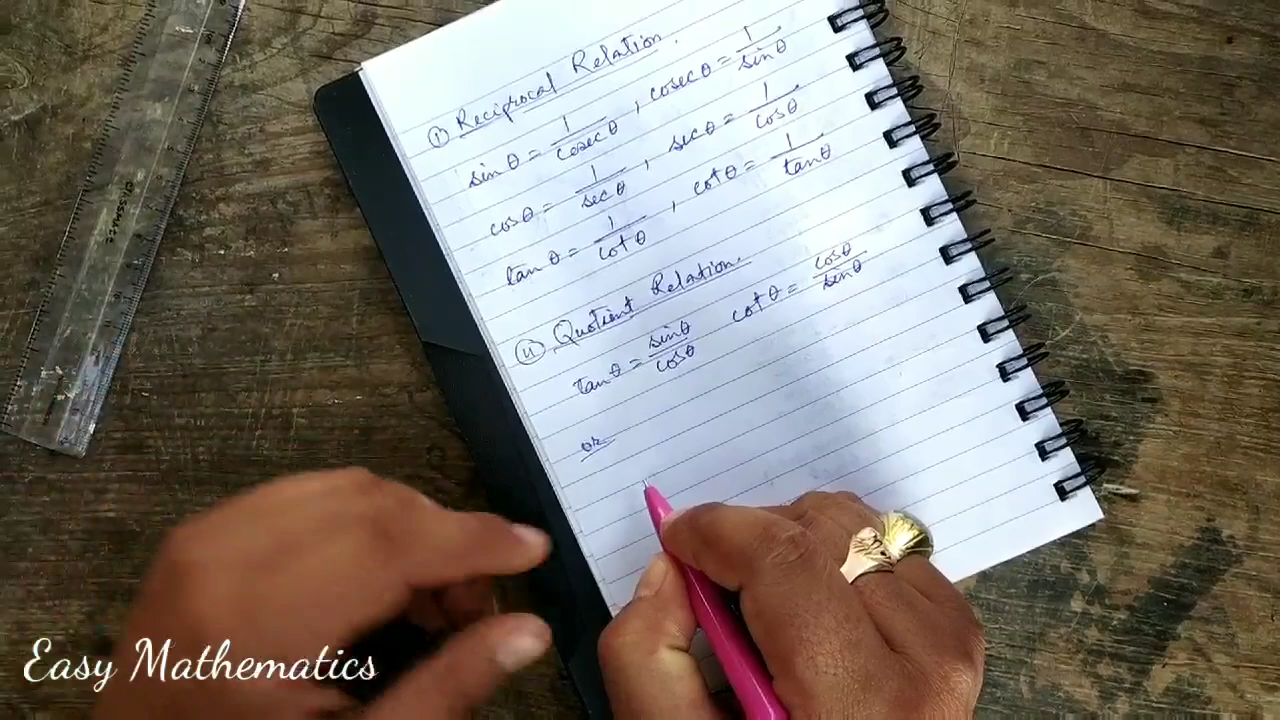 (i) Reciprocal Relation.
sin θ = 1/cosec θ , cosec θ = 1/sin θ
cos θ = 1/sec θ , sec θ = 1/cos θ
tan θ = 1/cot θ , cot θ = 1/tan θ
(ii) Quotient Relation.
tan θ = sin θ/cos θ cot θ = cos θ/sin θ
or
Easy Mathematics